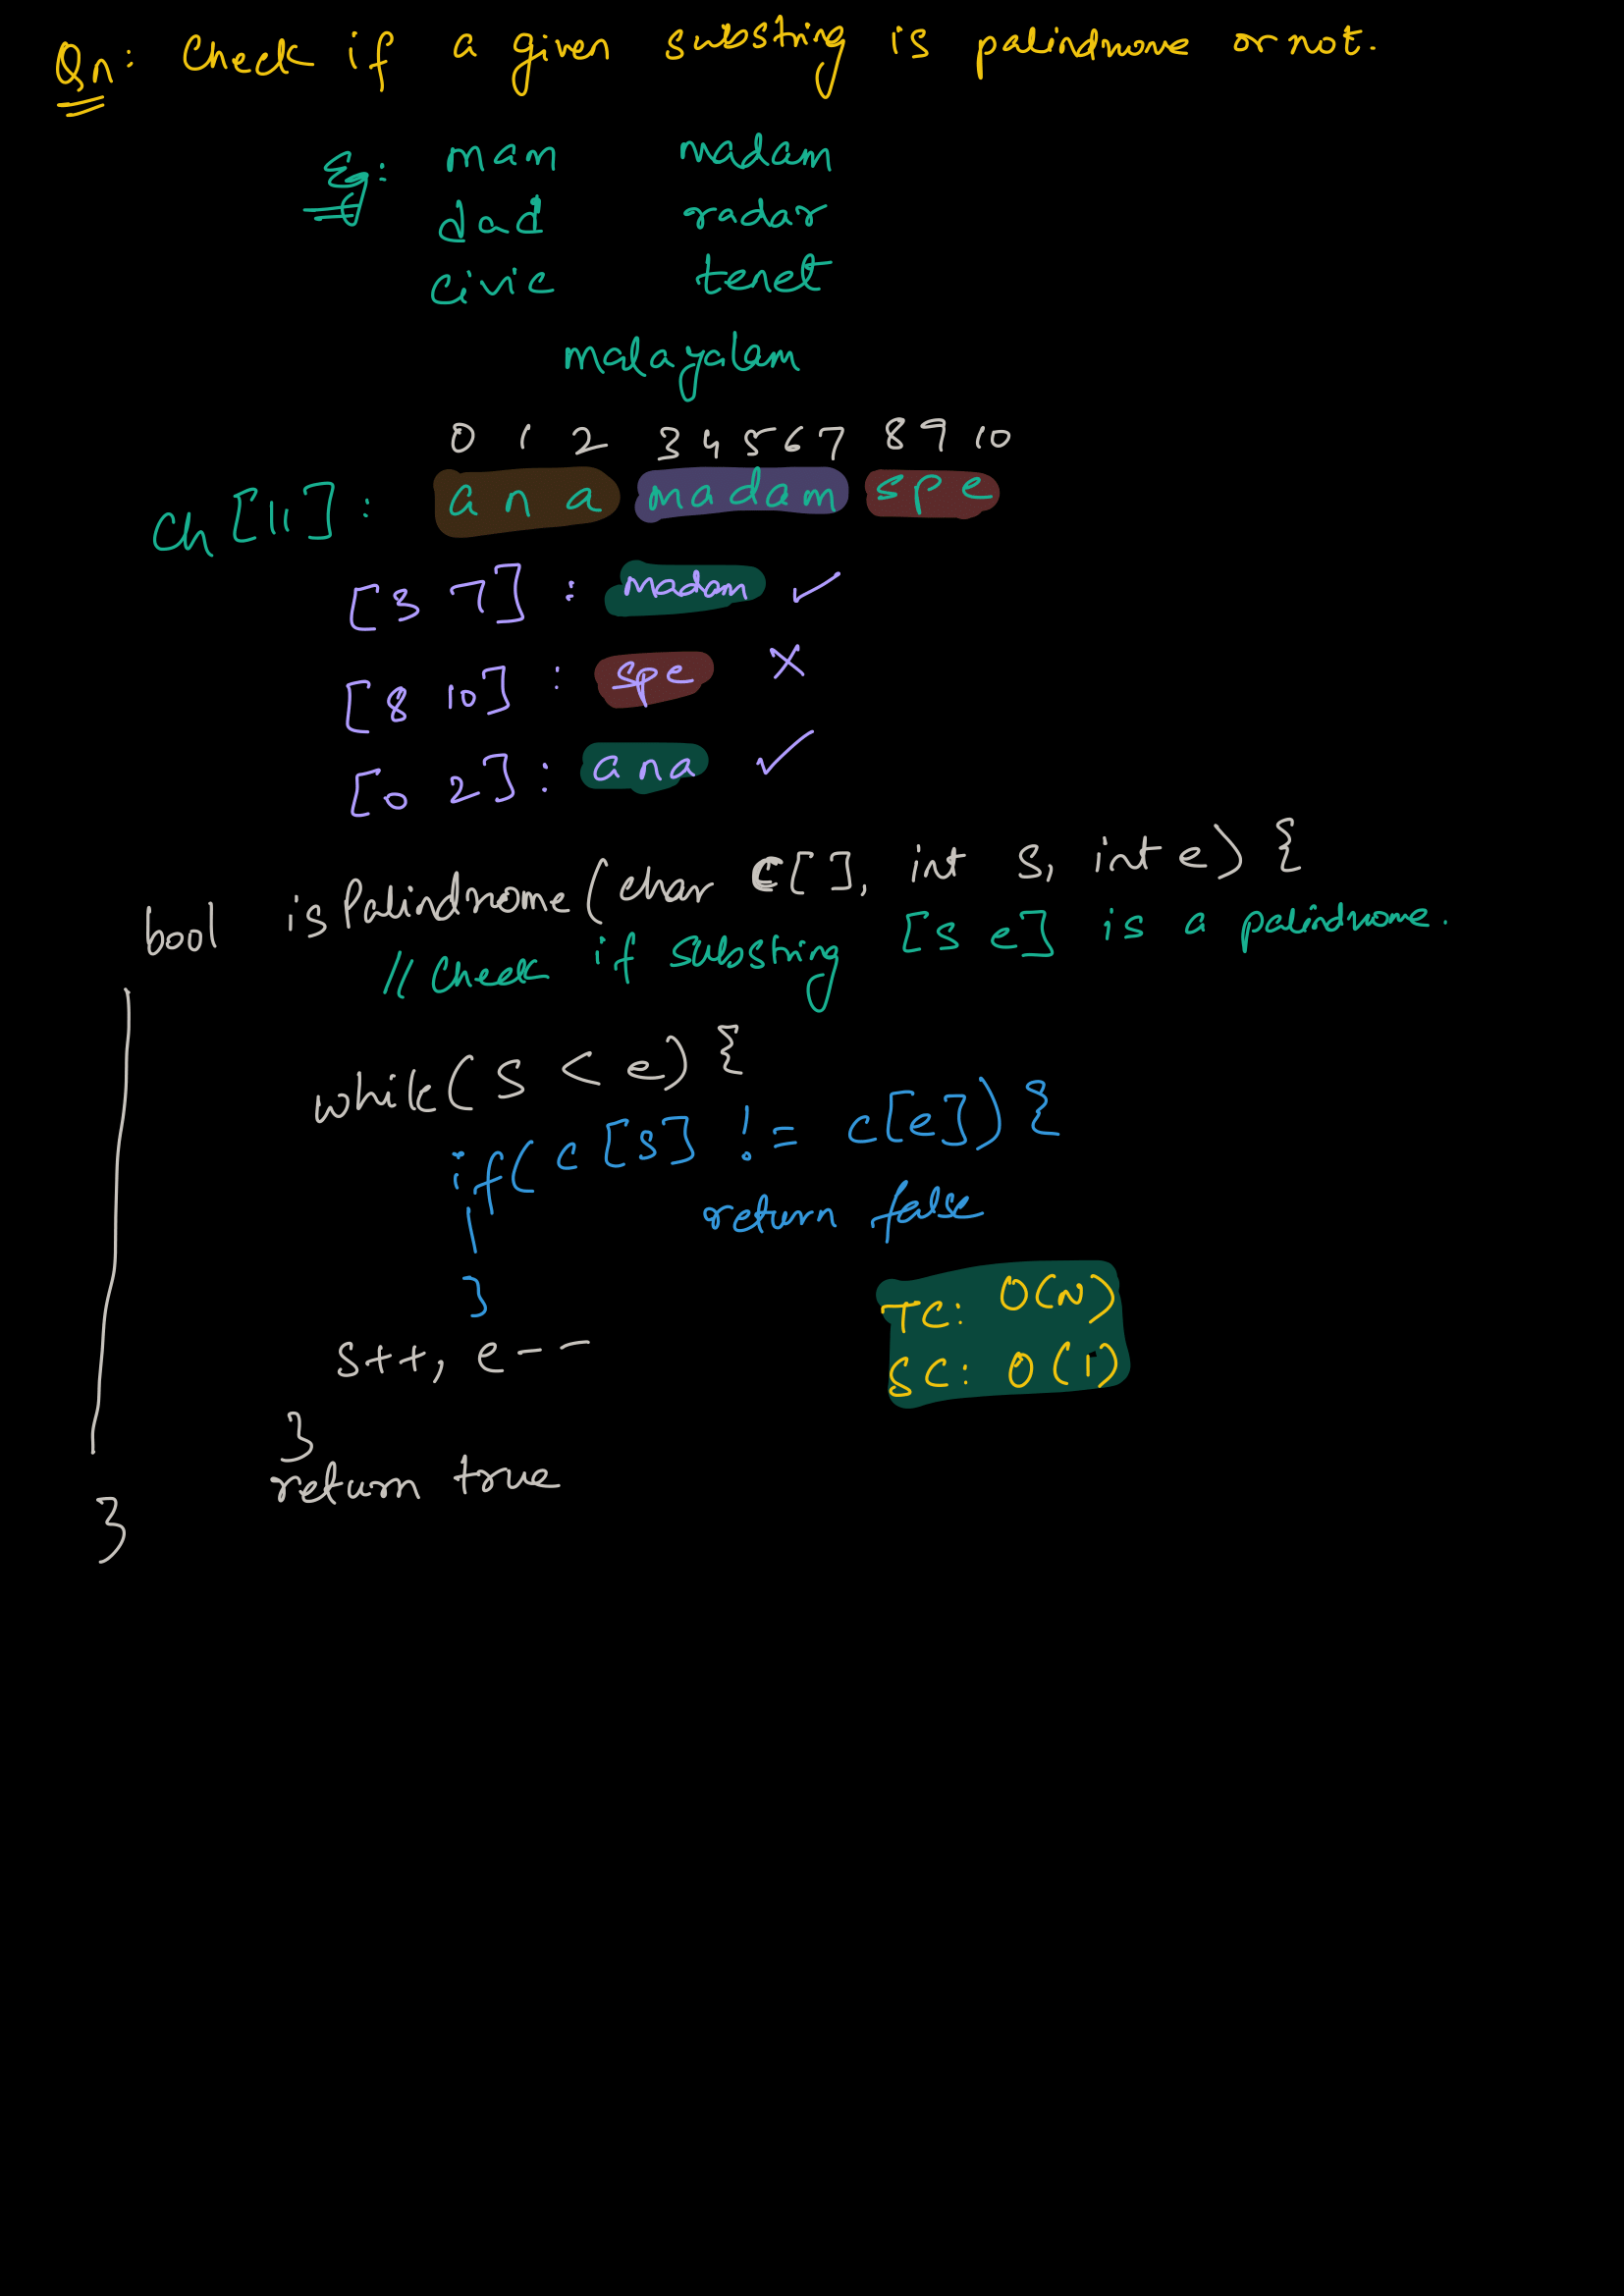 Qn: Check if a given substring is palindrome or not.
Eg: mam madam
dad radar
civic tenet
malayalam
0 1 2 3 4 5 6 7 8 9 10
Ch[11]: a n a m a d a m s p e
[3 7] : madam ✓
[8 10] : spe ✗
[0 2] : ana ✓
bool isPalindrome(char c[], int s, int e) {
// Check if substring [s e] is a palindrome.
while(s < e) {
if(c[s] != c[e]) {
return false
}
TC: O(N)
s++, e--
SC: O(1)
}
return true
}